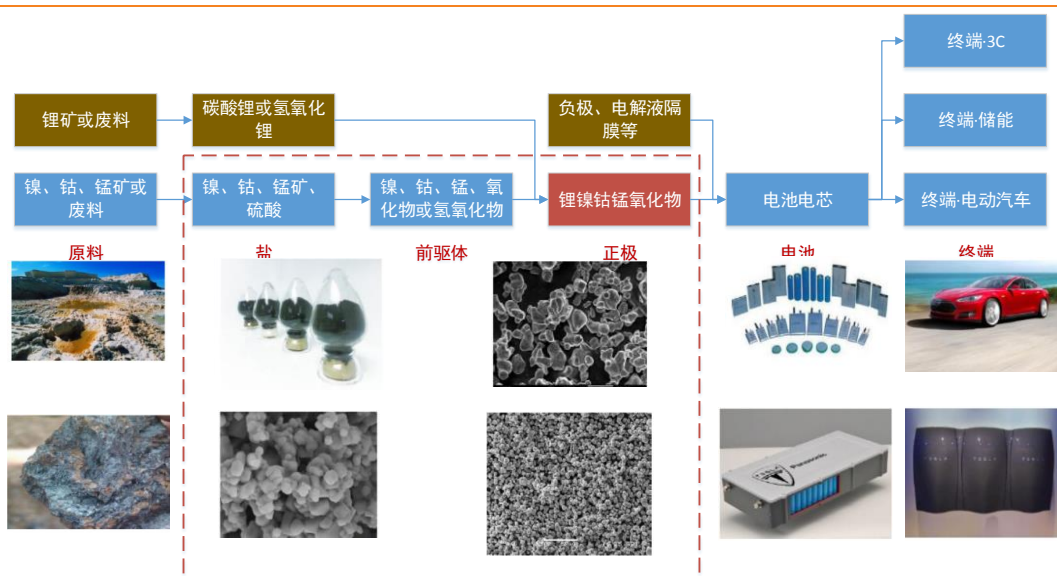 终端·3C
锂矿或废料
碳酸锂或氢氧化
锂
负极、电解液隔
膜等
终端·储能
镍、钴、锰矿或
废料
镍、钴、锰矿、
硫酸
镍、钴、锰、氧
化物或氢氧化物
锂镍钴锰氧化物
电池电芯
终端·电动汽车
原料
盐
前驱体
正极
电池
终端
Panasonic
TESLA